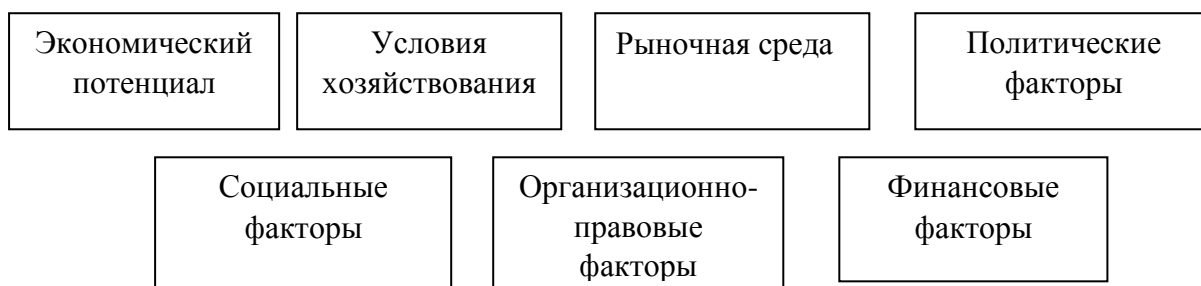 Экономический
потенциал
Условия
хозяйствования
Рыночная среда
Политические
факторы
Социальные
факторы
Организационно-
правовые
факторы
Финансовые
факторы